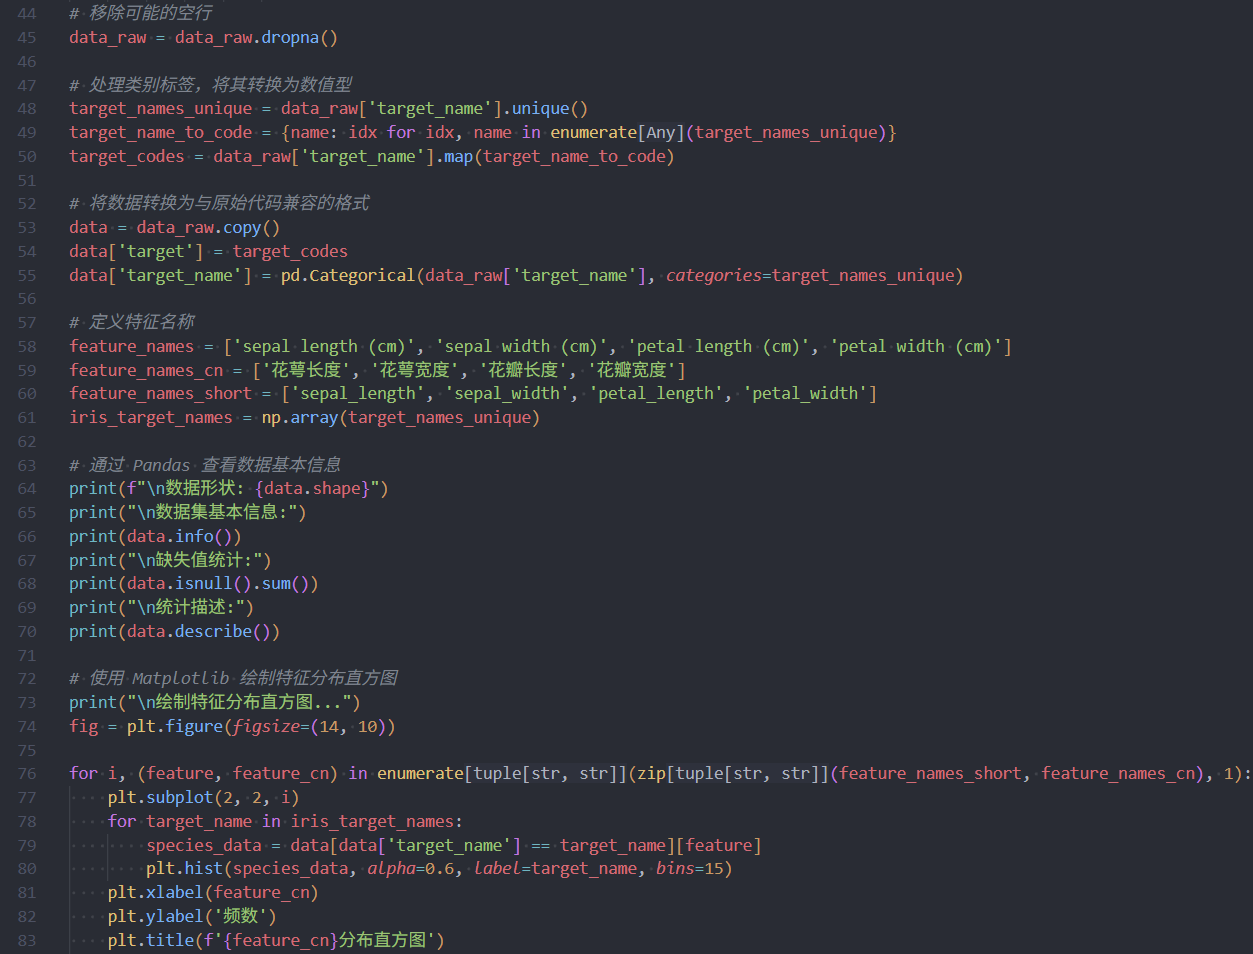 44 # 移除可能的空行
45 data_raw = data_raw.dropna()
46
47 # 处理类别标签，将其转换为数值型
48 target_names_unique = data_raw['target_name'].unique()
49 target_name_to_code = {name: idx for idx, name in enumerate[Any](target_names_unique)}
50 target_codes = data_raw['target_name'].map(target_name_to_code)
51
52 # 将数据转换为与原始代码兼容的格式
53 data = data_raw.copy()
54 data['target'] = target_codes
55 data['target_name'] = pd.Categorical(data_raw['target_name'], categories=target_names_unique)
56
57 # 定义特征名称
58 feature_names = ['sepal length (cm)', 'sepal width (cm)', 'petal length (cm)', 'petal width (cm)']
59 feature_names_cn = ['花萼长度', '花萼宽度', '花瓣长度', '花瓣宽度']
60 feature_names_short = ['sepal_length', 'sepal_width', 'petal_length', 'petal_width']
61 iris_target_names = np.array(target_names_unique)
62
63 # 通过 Pandas 查看数据基本信息
64 print(f"\n数据形状: {data.shape}")
65 print("\n数据集基本信息:")
66 print(data.info())
67 print("\n缺失值统计:")
68 print(data.isnull().sum())
69 print("\n统计描述:")
70 print(data.describe())
71
72 # 使用 Matplotlib 绘制特征分布直方图
73 print("\n绘制特征分布直方图...")
74 fig = plt.figure(figsize=(14, 10))
75
76 for i, (feature, feature_cn) in enumerate[tuple[str, str]](zip[tuple[str, str]](feature_names_short, feature_names_cn), 1):
77     plt.subplot(2, 2, i)
78     for target_name in iris_target_names:
79         species_data = data[data['target_name'] == target_name][feature]
80         plt.hist(species_data, alpha=0.6, label=target_name, bins=15)
81     plt.xlabel(feature_cn)
82     plt.ylabel('频数')
83     plt.title(f'{feature_cn}分布直方图')